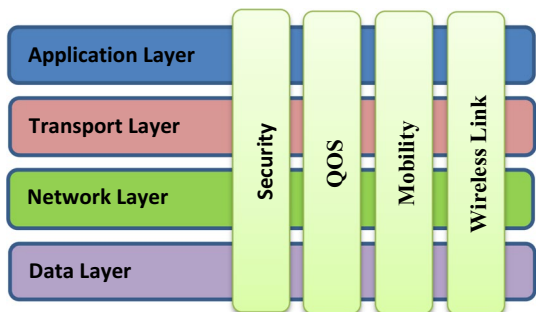 Application Layer
Transport Layer
Network Layer
Data Layer
Security
QOS
Mobility
Wireless Link